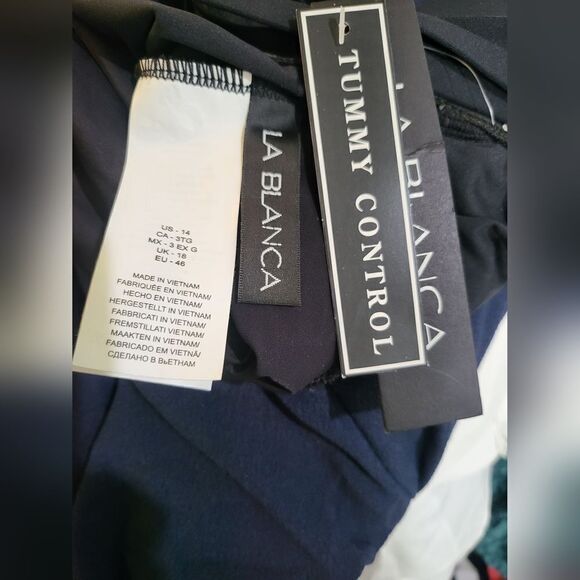 US - 14
CA - 3TG
MX - 3 EX G
UK - 18
EU - 46
MADE IN VIETNAM
FABRIQUÉE EN VIETNAM/
HECHO EN VIETNAM/
HERGESTELLT IN VIETNAM/
FABBRICATI IN VIETNAM/
FREMSTILLATI VIETNAM/
MAAKTEN IN VIETNAM/
FABRICADO EM VIETNÃ/
СДЕЛАНО В ВЬЕТНАМ
LA BLANCA
TUMMY CONTROL
LA BLANCA